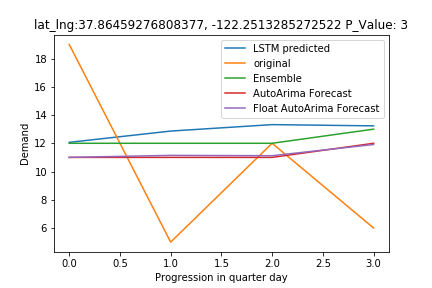 lat_lng:37.86459276808377, -122.2513285272522 P_Value: 3
LSTM predicted
original
Ensemble
AutoArima Forecast
Float AutoArima Forecast
Demand
18
16
14
12
10
8
6
0.0 0.5 1.0 1.5 2.0 2.5 3.0
Progression in quarter day